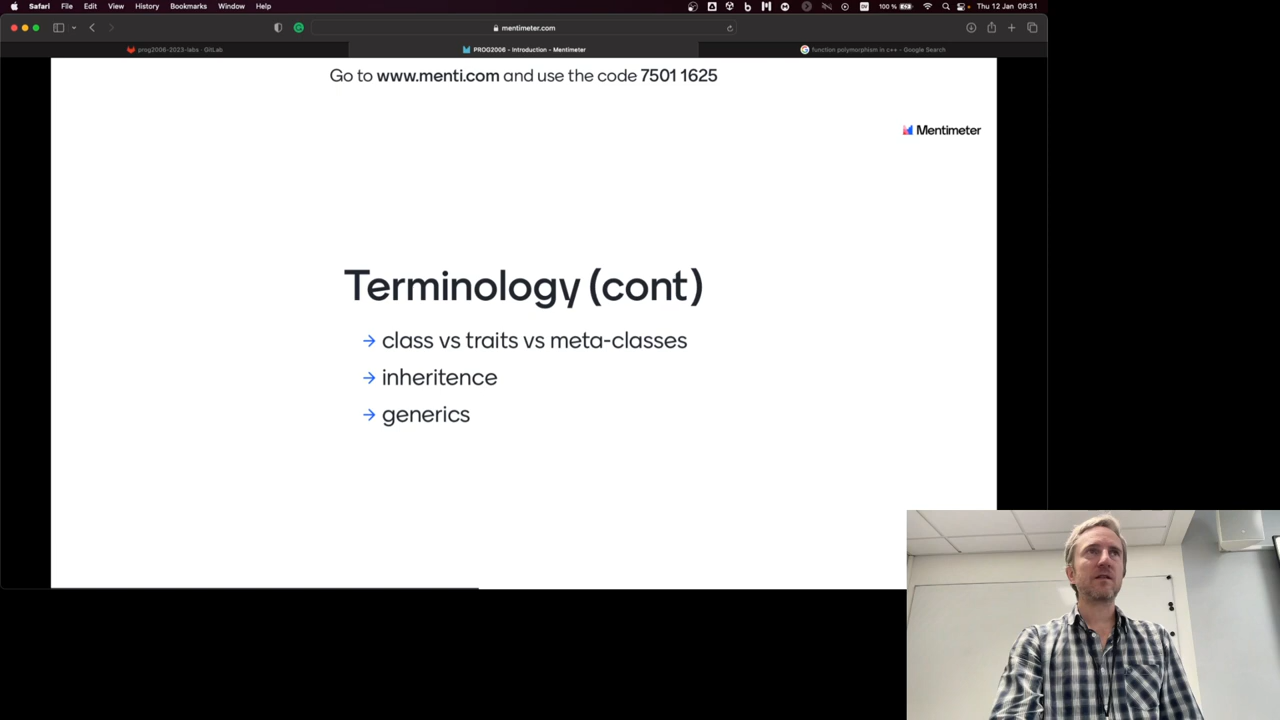 Safari File Edit View History Bookmarks Window Help 100 % Thu 12 Jan 09:31
mentimeter.com
prog2006-2023-labs · GitLab PROG2006 - Introduction - Mentimeter function polymorphism in c++ - Google Search
Go to www.menti.com and use the code 7501 1625
Mentimeter
Terminology (cont)
→ class vs traits vs meta-classes
→ inheritence
→ generics